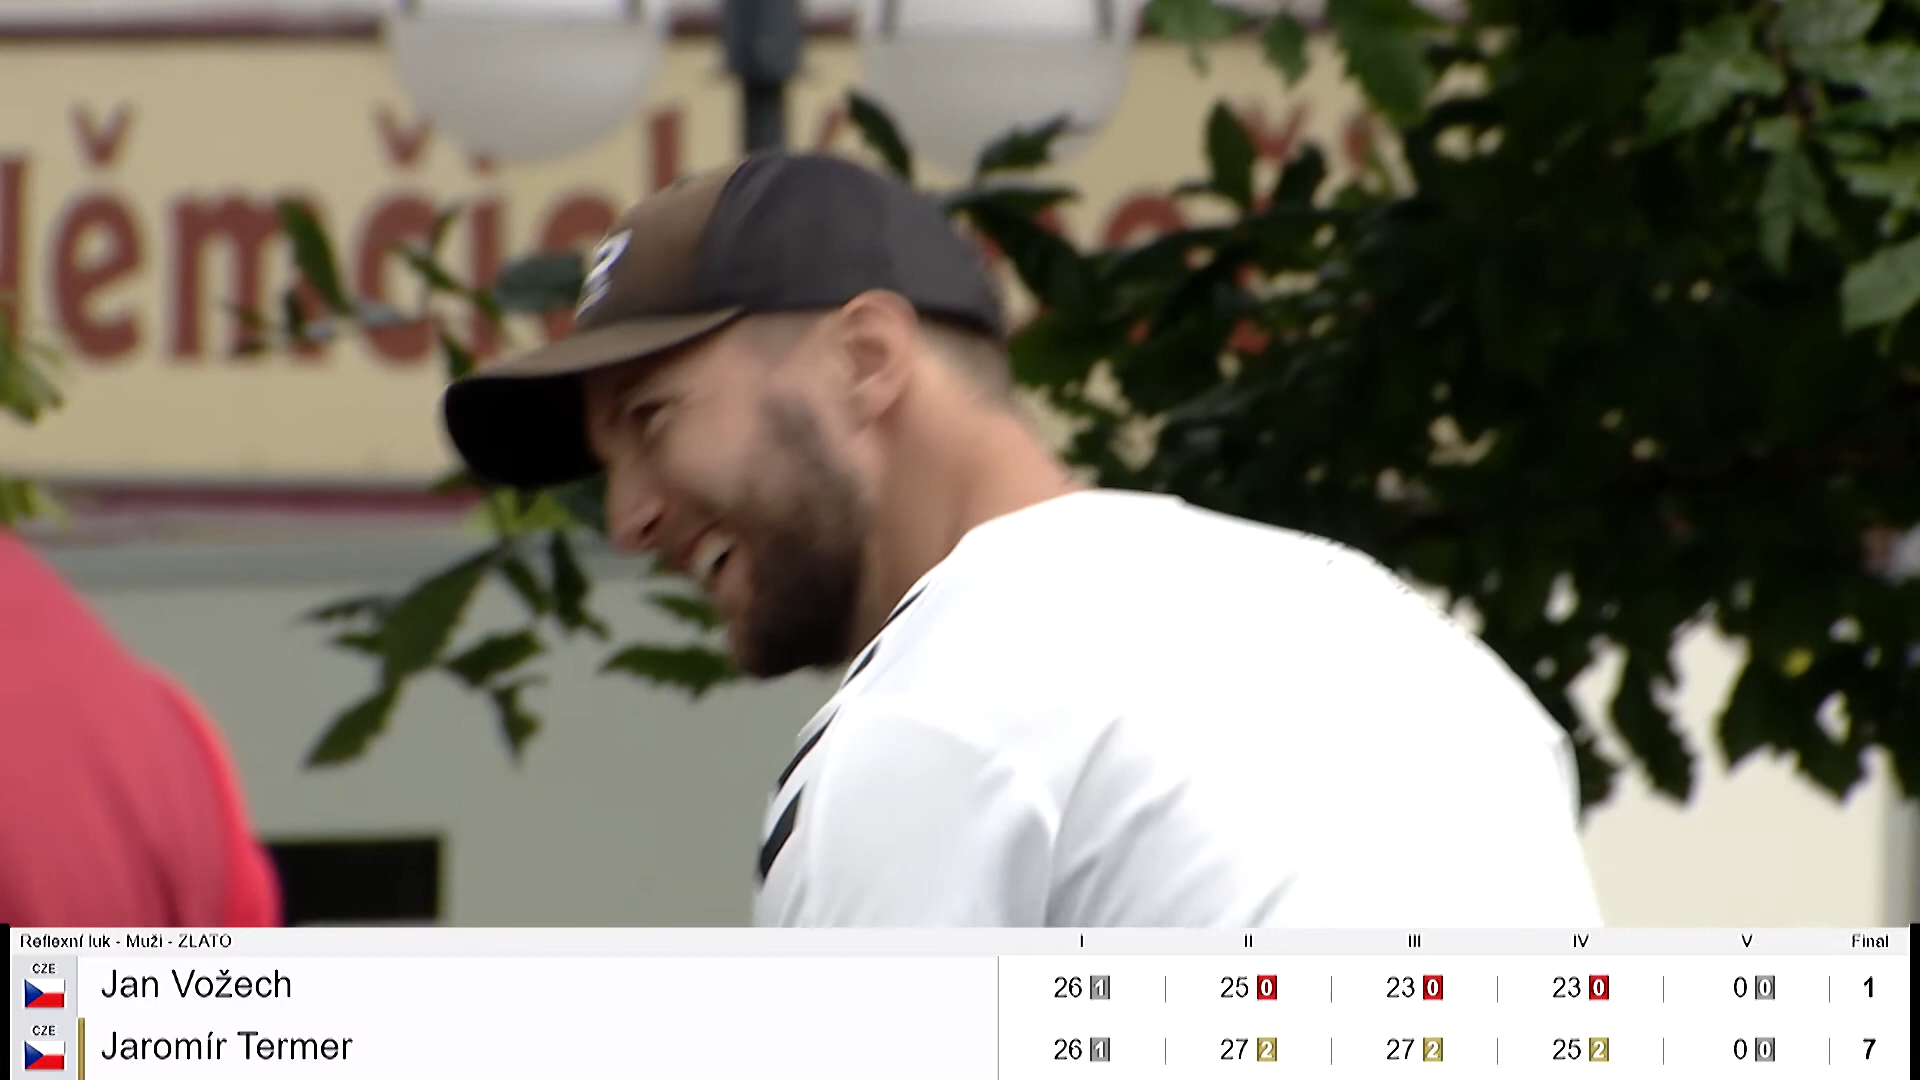 Reflexní luk - Muži - ZLATO I II III IV V Final
CZE Jan Vožech 26 1 25 0 23 0 23 0 0 0 1
CZE Jaromír Termer 26 1 27 2 27 2 25 2 0 0 7